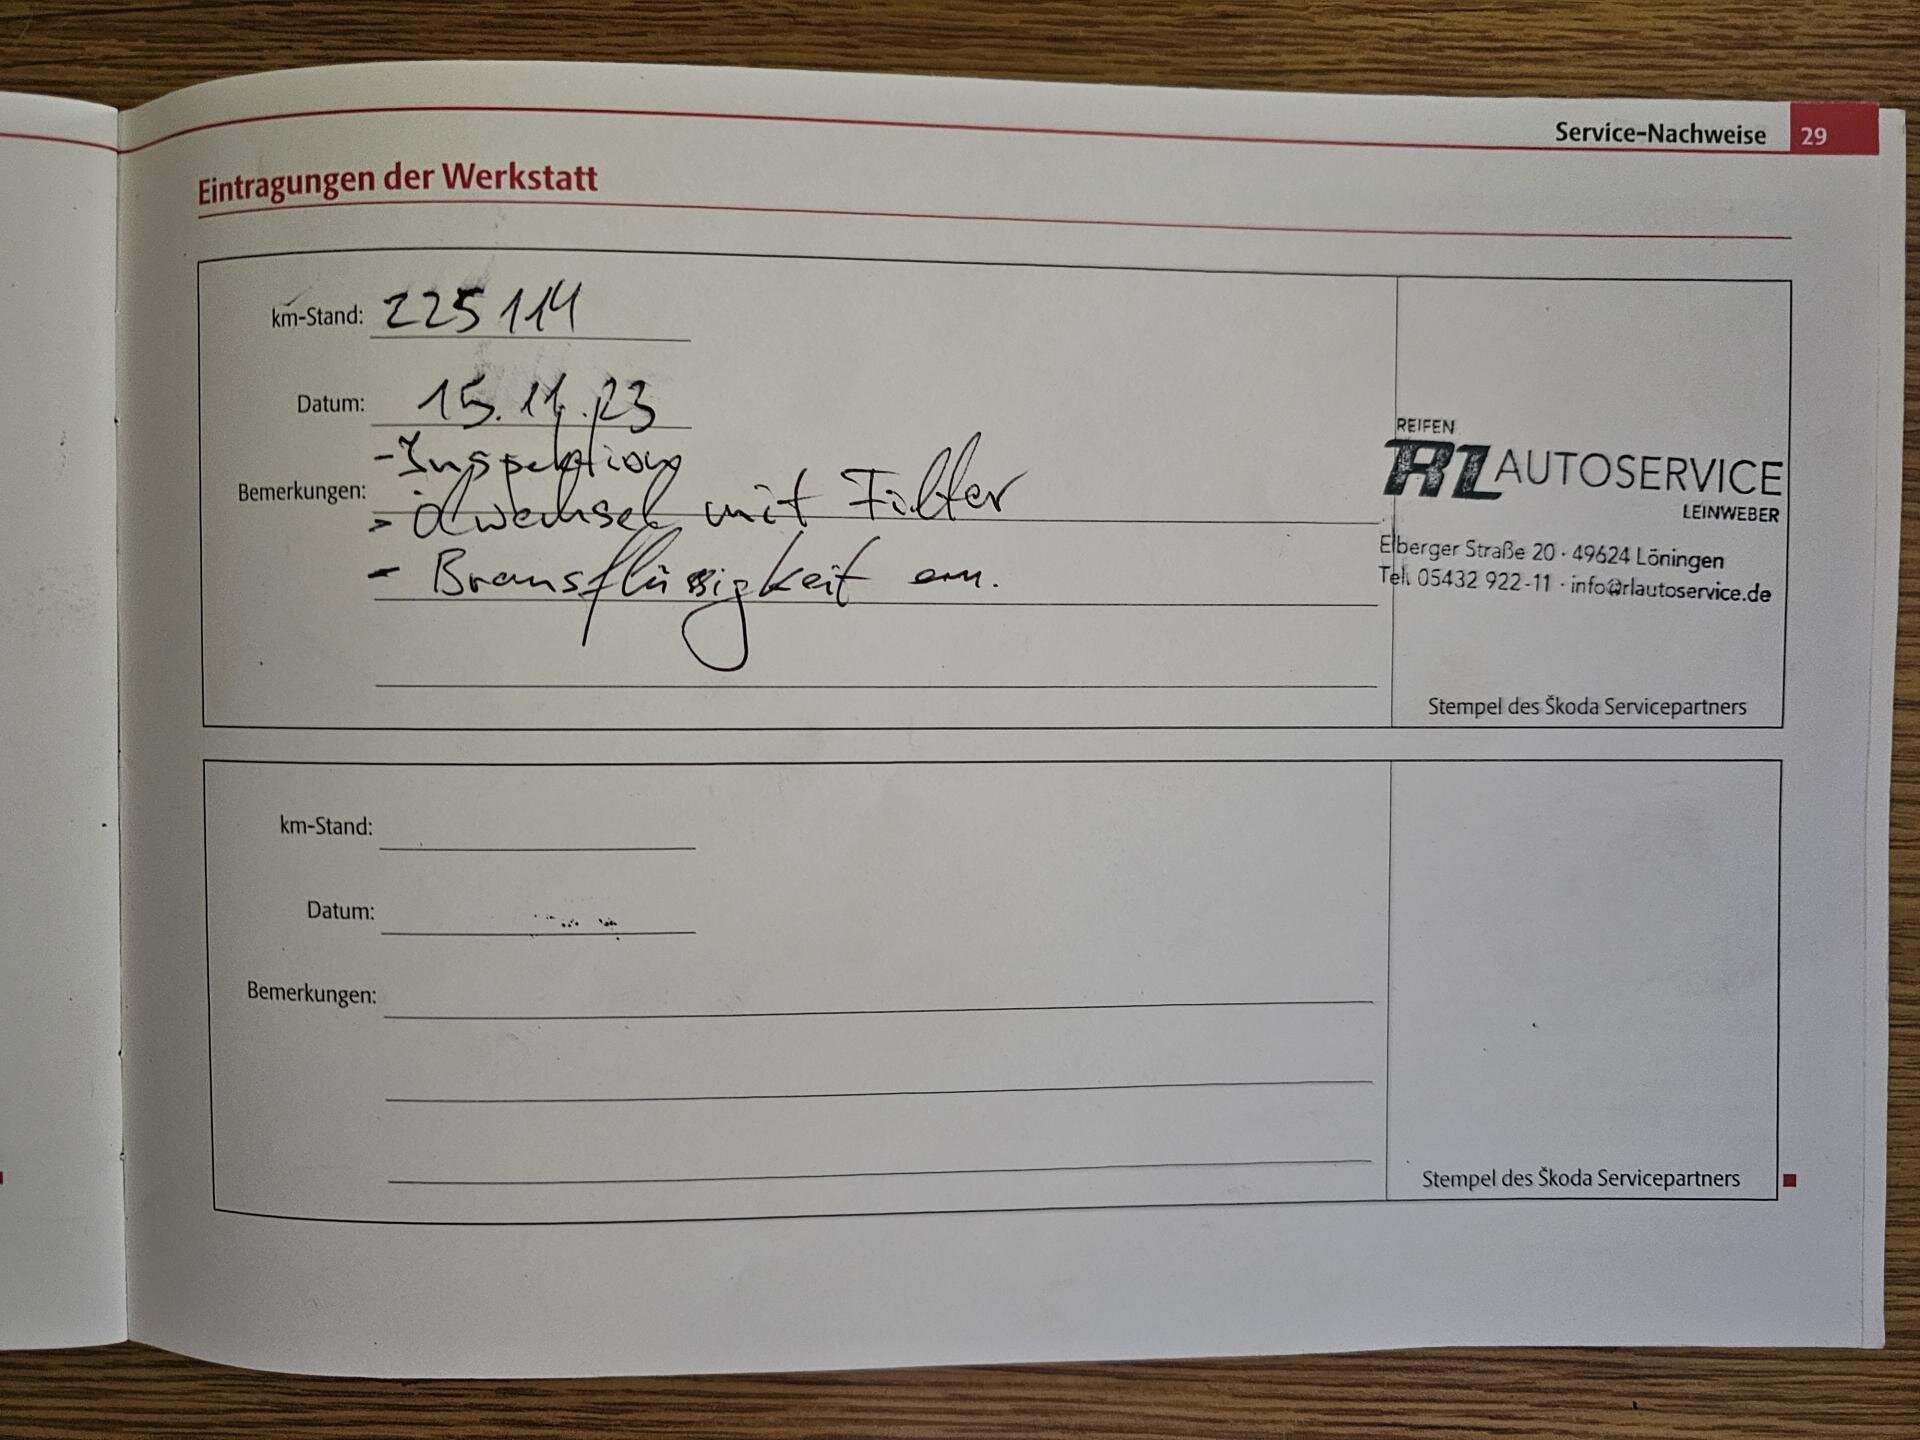 Service-Nachweise 29
Eintragungen der Werkstatt
km-Stand: 225 114
Datum: 15.11.23
- Inspektion
Bemerkungen:
- Ölwechsel mit Filter
- Bremsflüssigkeit ern.
REIFEN
RL AUTOSERVICE
LEINWEBER
Elberger Straße 20 · 49624 Löningen
Tel. 05432 922-11 · info@rlautoservice.de
Stempel des Škoda Servicepartners
km-Stand:
Datum:
Bemerkungen:
Stempel des Škoda Servicepartners